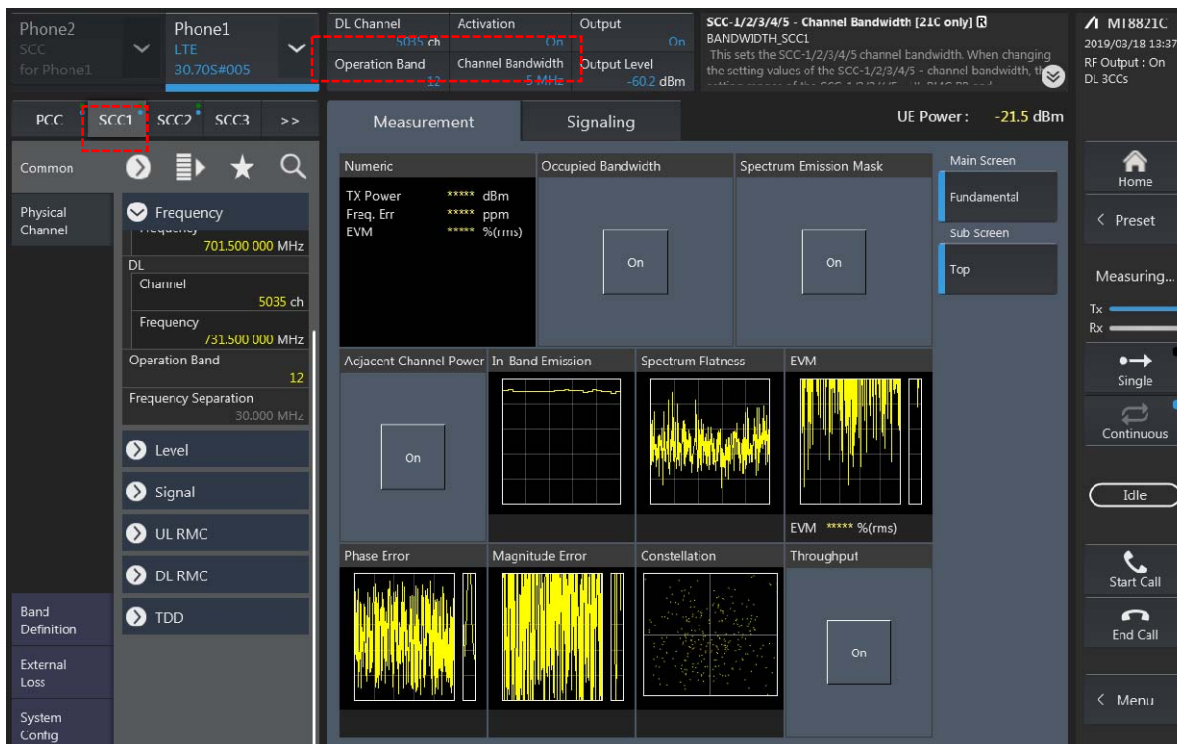 Phone2
SCC
for Phone1
Phone1
LTE
30.70S#005
DL Channel
5035 ch
Activation
On
Output
On
Operation Band
12
Channel Bandwidth
5 MHz
Output Level
-60.2 dBm
SCC-1/2/3/4/5 - Channel Bandwidth [21C only] R
BANDWIDTH_SCC1
This sets the SCC-1/2/3/4/5 channel bandwidth. When changing
the setting values of the SCC-1/2/3/4/5 - channel bandwidth, the
MT8821C
2019/03/18 13:37
RF Output : On
DL 3CCs
PCC
SCC1
SCC2
SCC3
>>
Measurement
Signaling
UE Power : -21.5 dBm
Common
Physical
Channel
Frequency
Frequency
701.500 000 MHz
DL
Channel
5035 ch
Frequency
731.500 000 MHz
Operation Band
12
Frequency Separation
30.000 MHz
Level
Signal
UL RMC
DL RMC
TDD
Band
Definition
External
Loss
System
Config
Numeric
TX Power ***** dBm
Freq. Err ***** ppm
EVM ***** %(rms)
Occupied Bandwidth
On
Spectrum Emission Mask
On
Main Screen
Fundamental
Sub Screen
Top
Adjacent Channel Power
On
In-Band Emission
Spectrum Flatness
EVM
EVM ***** %(rms)
Phase Error
Magnitude Error
Constellation
Throughput
On
Home
< Preset
Measuring...
Tx
Rx
Single
Continuous
Idle
Start Call
End Call
< Menu